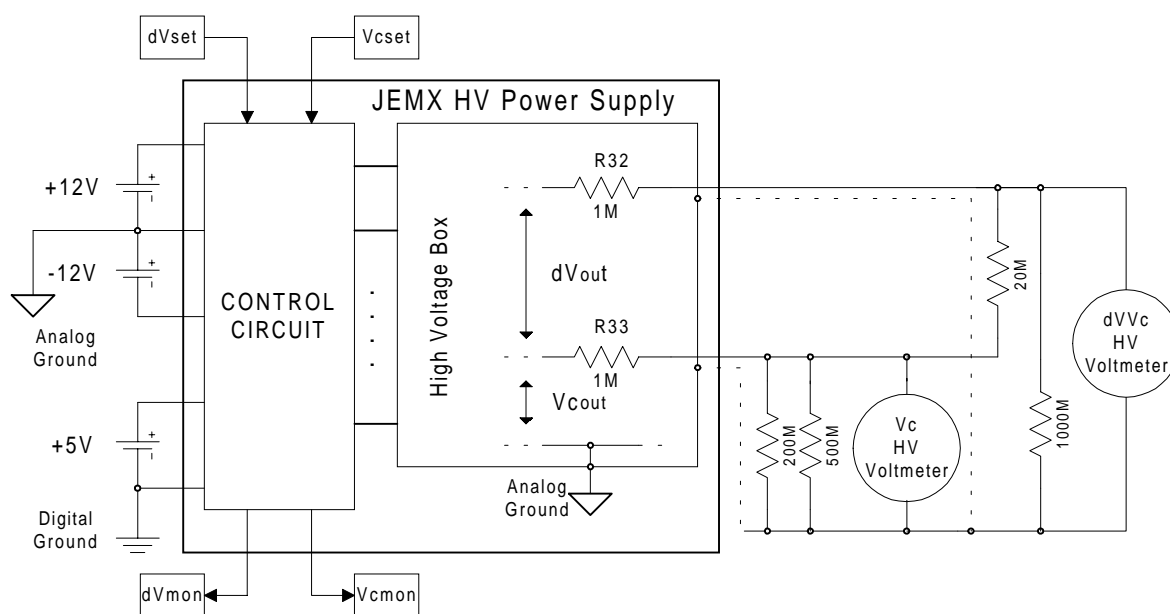 dVset
Vcset
JEMX HV Power Supply
+12V
+
-
-12V
+
-
Analog
Ground
+5V
+
-
Digital
Ground
CONTROL
CIRCUIT
High Voltage Box
R32
1M
dVout
R33
1M
Vcout
Analog
Ground
20M
200M
500M
Vc
HV
Voltmeter
1000M
dVVc
HV
Voltmeter
dVmon
Vcmon